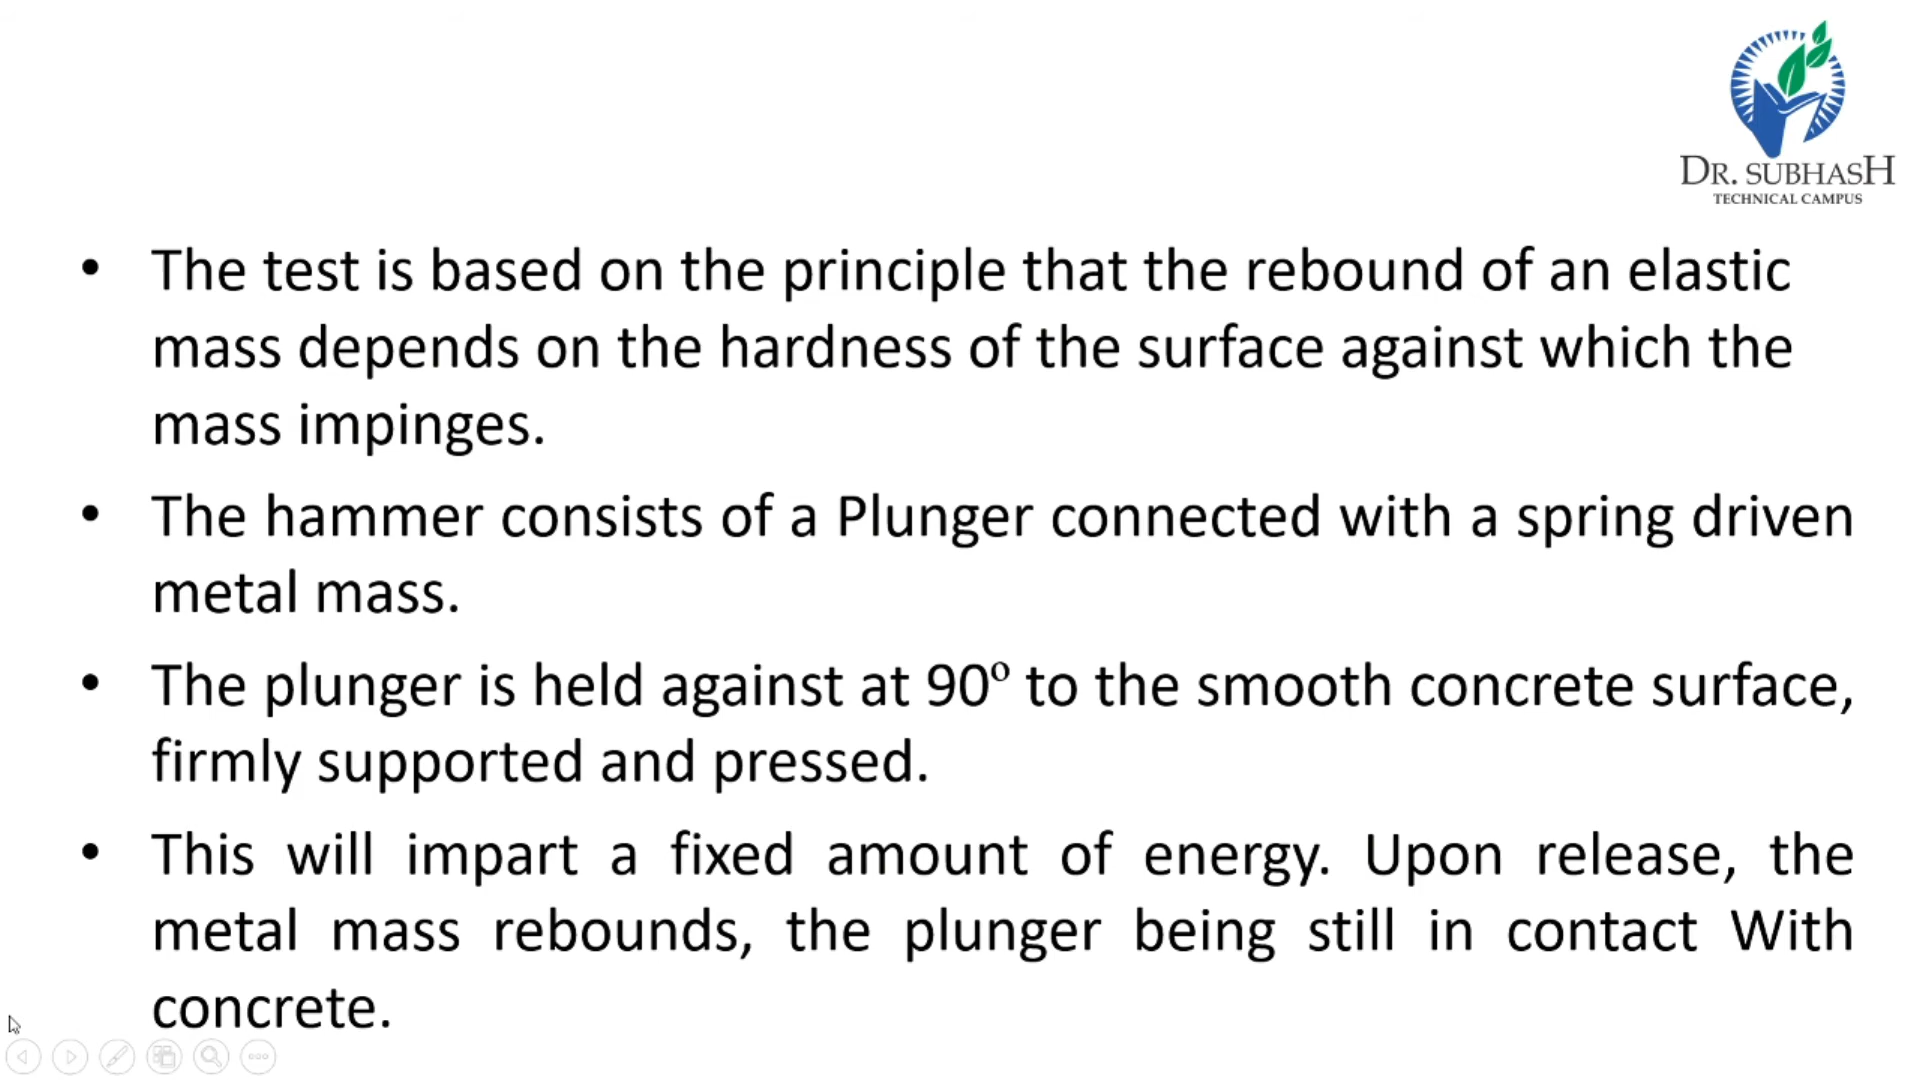 DR. SUBHASH
TECHNICAL CAMPUS
• The test is based on the principle that the rebound of an elastic
mass depends on the hardness of the surface against which the
mass impinges.
• The hammer consists of a Plunger connected with a spring driven
metal mass.
• The plunger is held against at 90º to the smooth concrete surface,
firmly supported and pressed.
• This will impart a fixed amount of energy. Upon release, the
metal mass rebounds, the plunger being still in contact With
concrete.